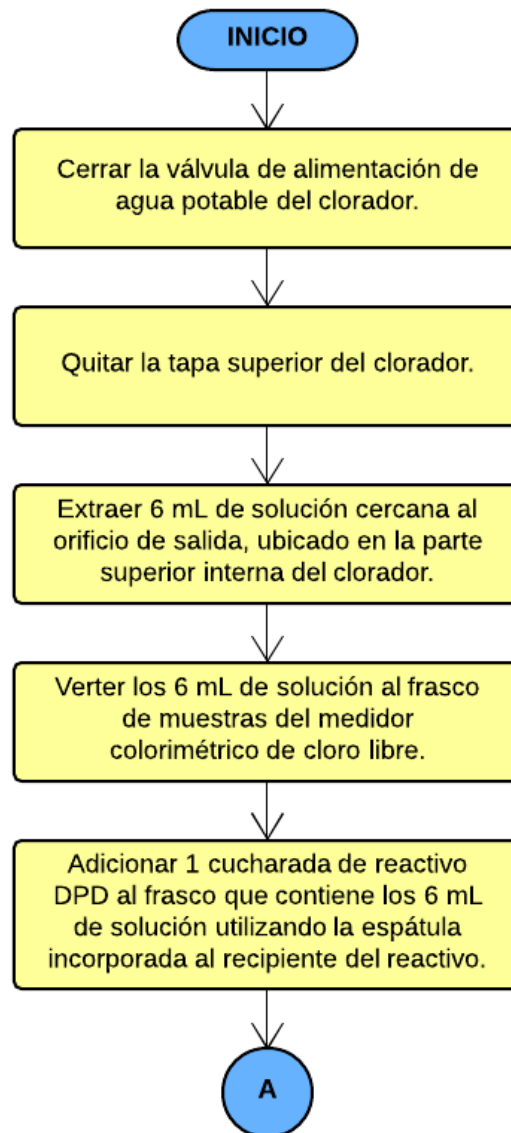 INICIO
Cerrar la válvula de alimentación de
agua potable del clorador.
Quitar la tapa superior del clorador.
Extraer 6 mL de solución cercana al
orificio de salida, ubicado en la parte
superior interna del clorador.
Verter los 6 mL de solución al frasco
de muestras del medidor
colorimétrico de cloro libre.
Adicionar 1 cucharada de reactivo
DPD al frasco que contiene los 6 mL
de solución utilizando la espátula
incorporada al recipiente del reactivo.
A